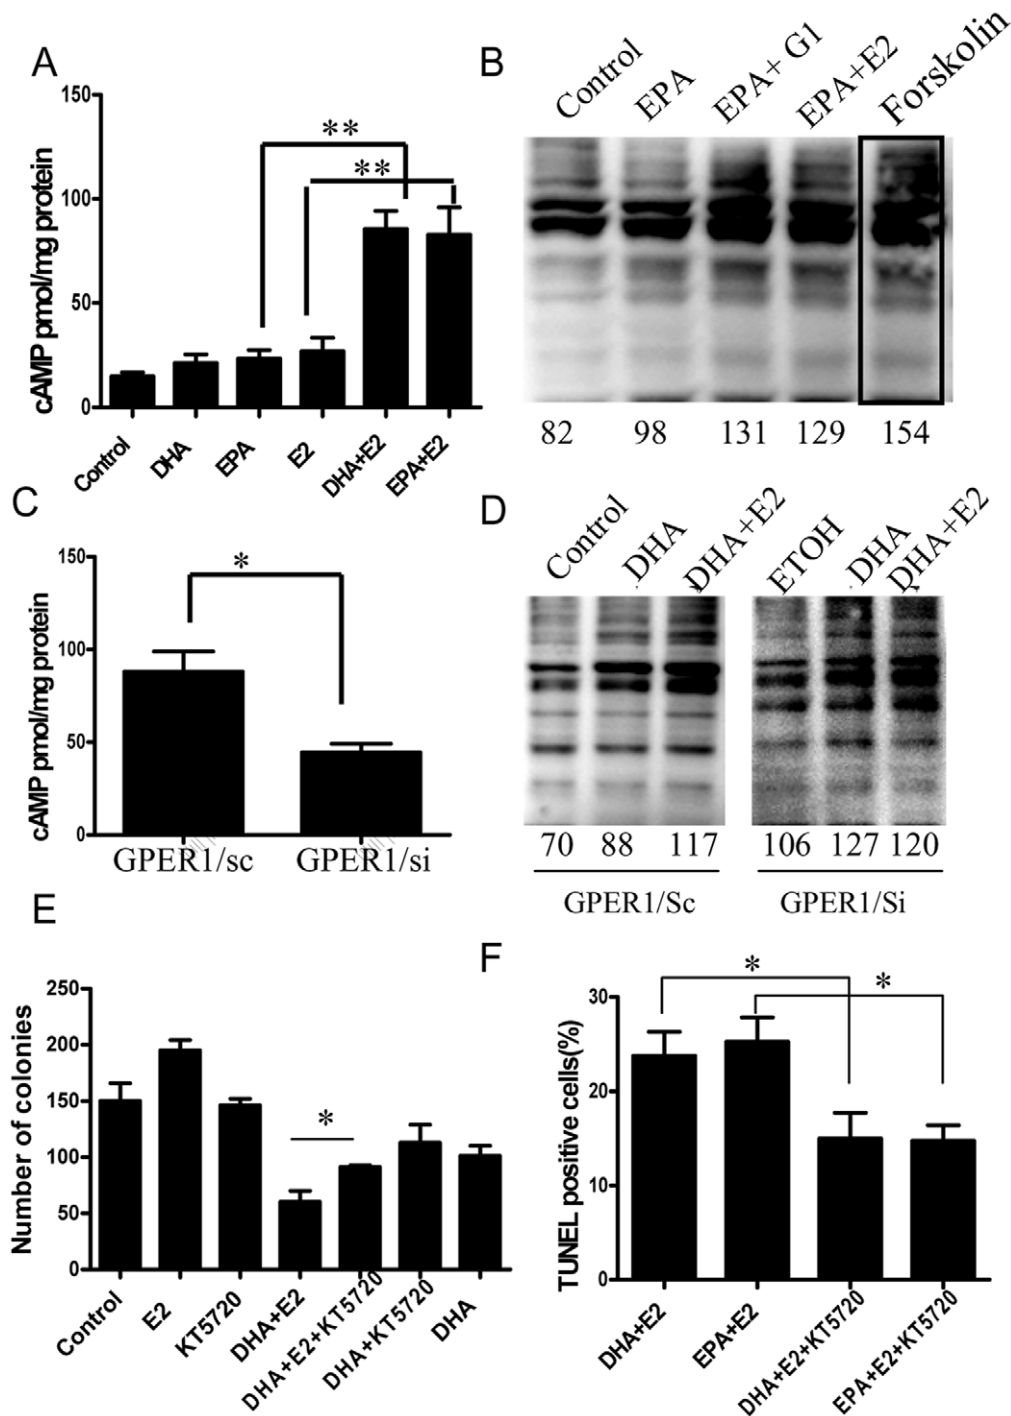 A
cAMP pmol/mg protein
150
100
50
0
**
**
Control
DHA
EPA
E2
DHA+E2
EPA+E2
B
Control
EPA
EPA+ G1
EPA+E2
Forskolin
82 98 131 129 154
C
cAMP pmol/mg protein
150
100
50
0
*
GPER1/sc
GPER1/si
D
Control
DHA
DHA+E2
ETOH
DHA
DHA+E2
70 88 117
106 127 120
GPER1/Sc
GPER1/Si
E
Number of colonies
250
200
150
100
50
0
*
Control
E2
KT5720
DHA+E2
DHA+E2+KT5720
DHA+KT5720
DHA
F
TUNEL positive cells(%)
30
20
10
0
*
*
DHA+E2
EPA+E2
DHA+E2+KT5720
EPA+E2+KT5720